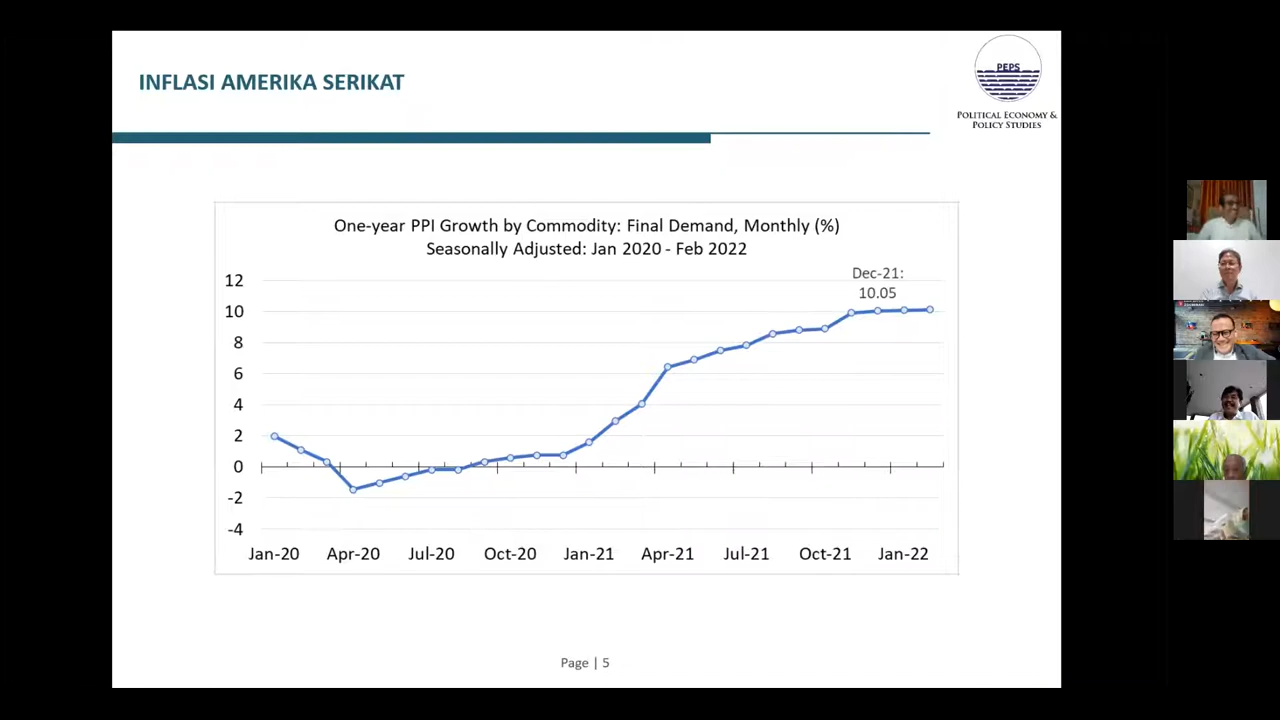 INFLASI AMERIKA SERIKAT
PEPS
POLITICAL ECONOMY &
POLICY STUDIES
One-year PPI Growth by Commodity: Final Demand, Monthly (%)
Seasonally Adjusted: Jan 2020 - Feb 2022
Dec-21:
10.05
12
10
8
6
4
2
0
-2
-4
Jan-20 Apr-20 Jul-20 Oct-20 Jan-21 Apr-21 Jul-21 Oct-21 Jan-22
Page | 5